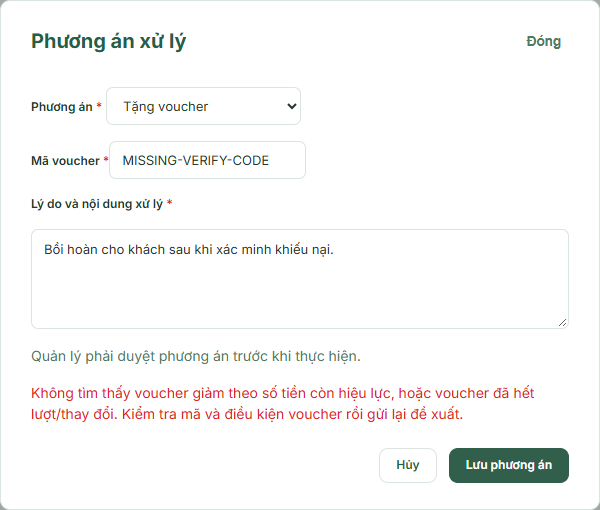 Phương án xử lý
Đóng
Phương án * Tặng voucher
Mã voucher * MISSING-VERIFY-CODE
Lý do và nội dung xử lý *
Bồi hoàn cho khách sau khi xác minh khiếu nại.
Quản lý phải duyệt phương án trước khi thực hiện.
Không tìm thấy voucher giảm theo số tiền còn hiệu lực, hoặc voucher đã hết
lượt/thay đổi. Kiểm tra mã và điều kiện voucher rồi gửi lại đề xuất.
Hủy
Lưu phương án